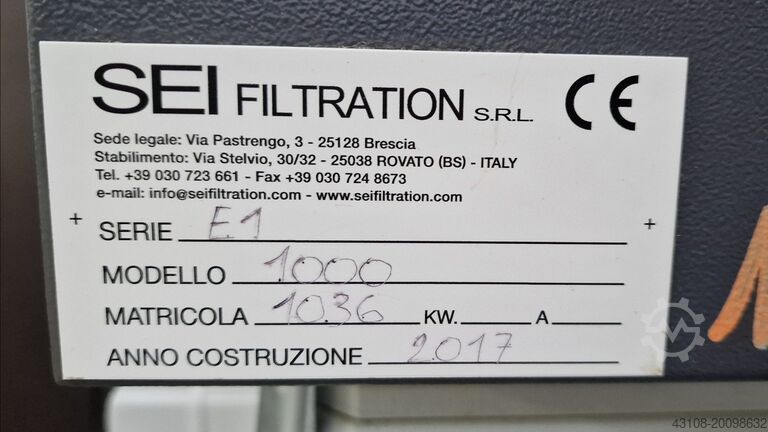 SEI FILTRATION S.R.L. CE
Sede legale: Via Pastrengo, 3 - 25128 Brescia
Stabilimento: Via Stelvio, 30/32 - 25038 ROVATO (BS) - ITALY
Tel. +39 030 723 661 - Fax +39 030 724 8673
e-mail: info@seifiltration.com - www.seifiltration.com
SERIE E1
MODELLO 1000
MATRICOLA 1036 KW. A
ANNO COSTRUZIONE 2017
43108-20098632